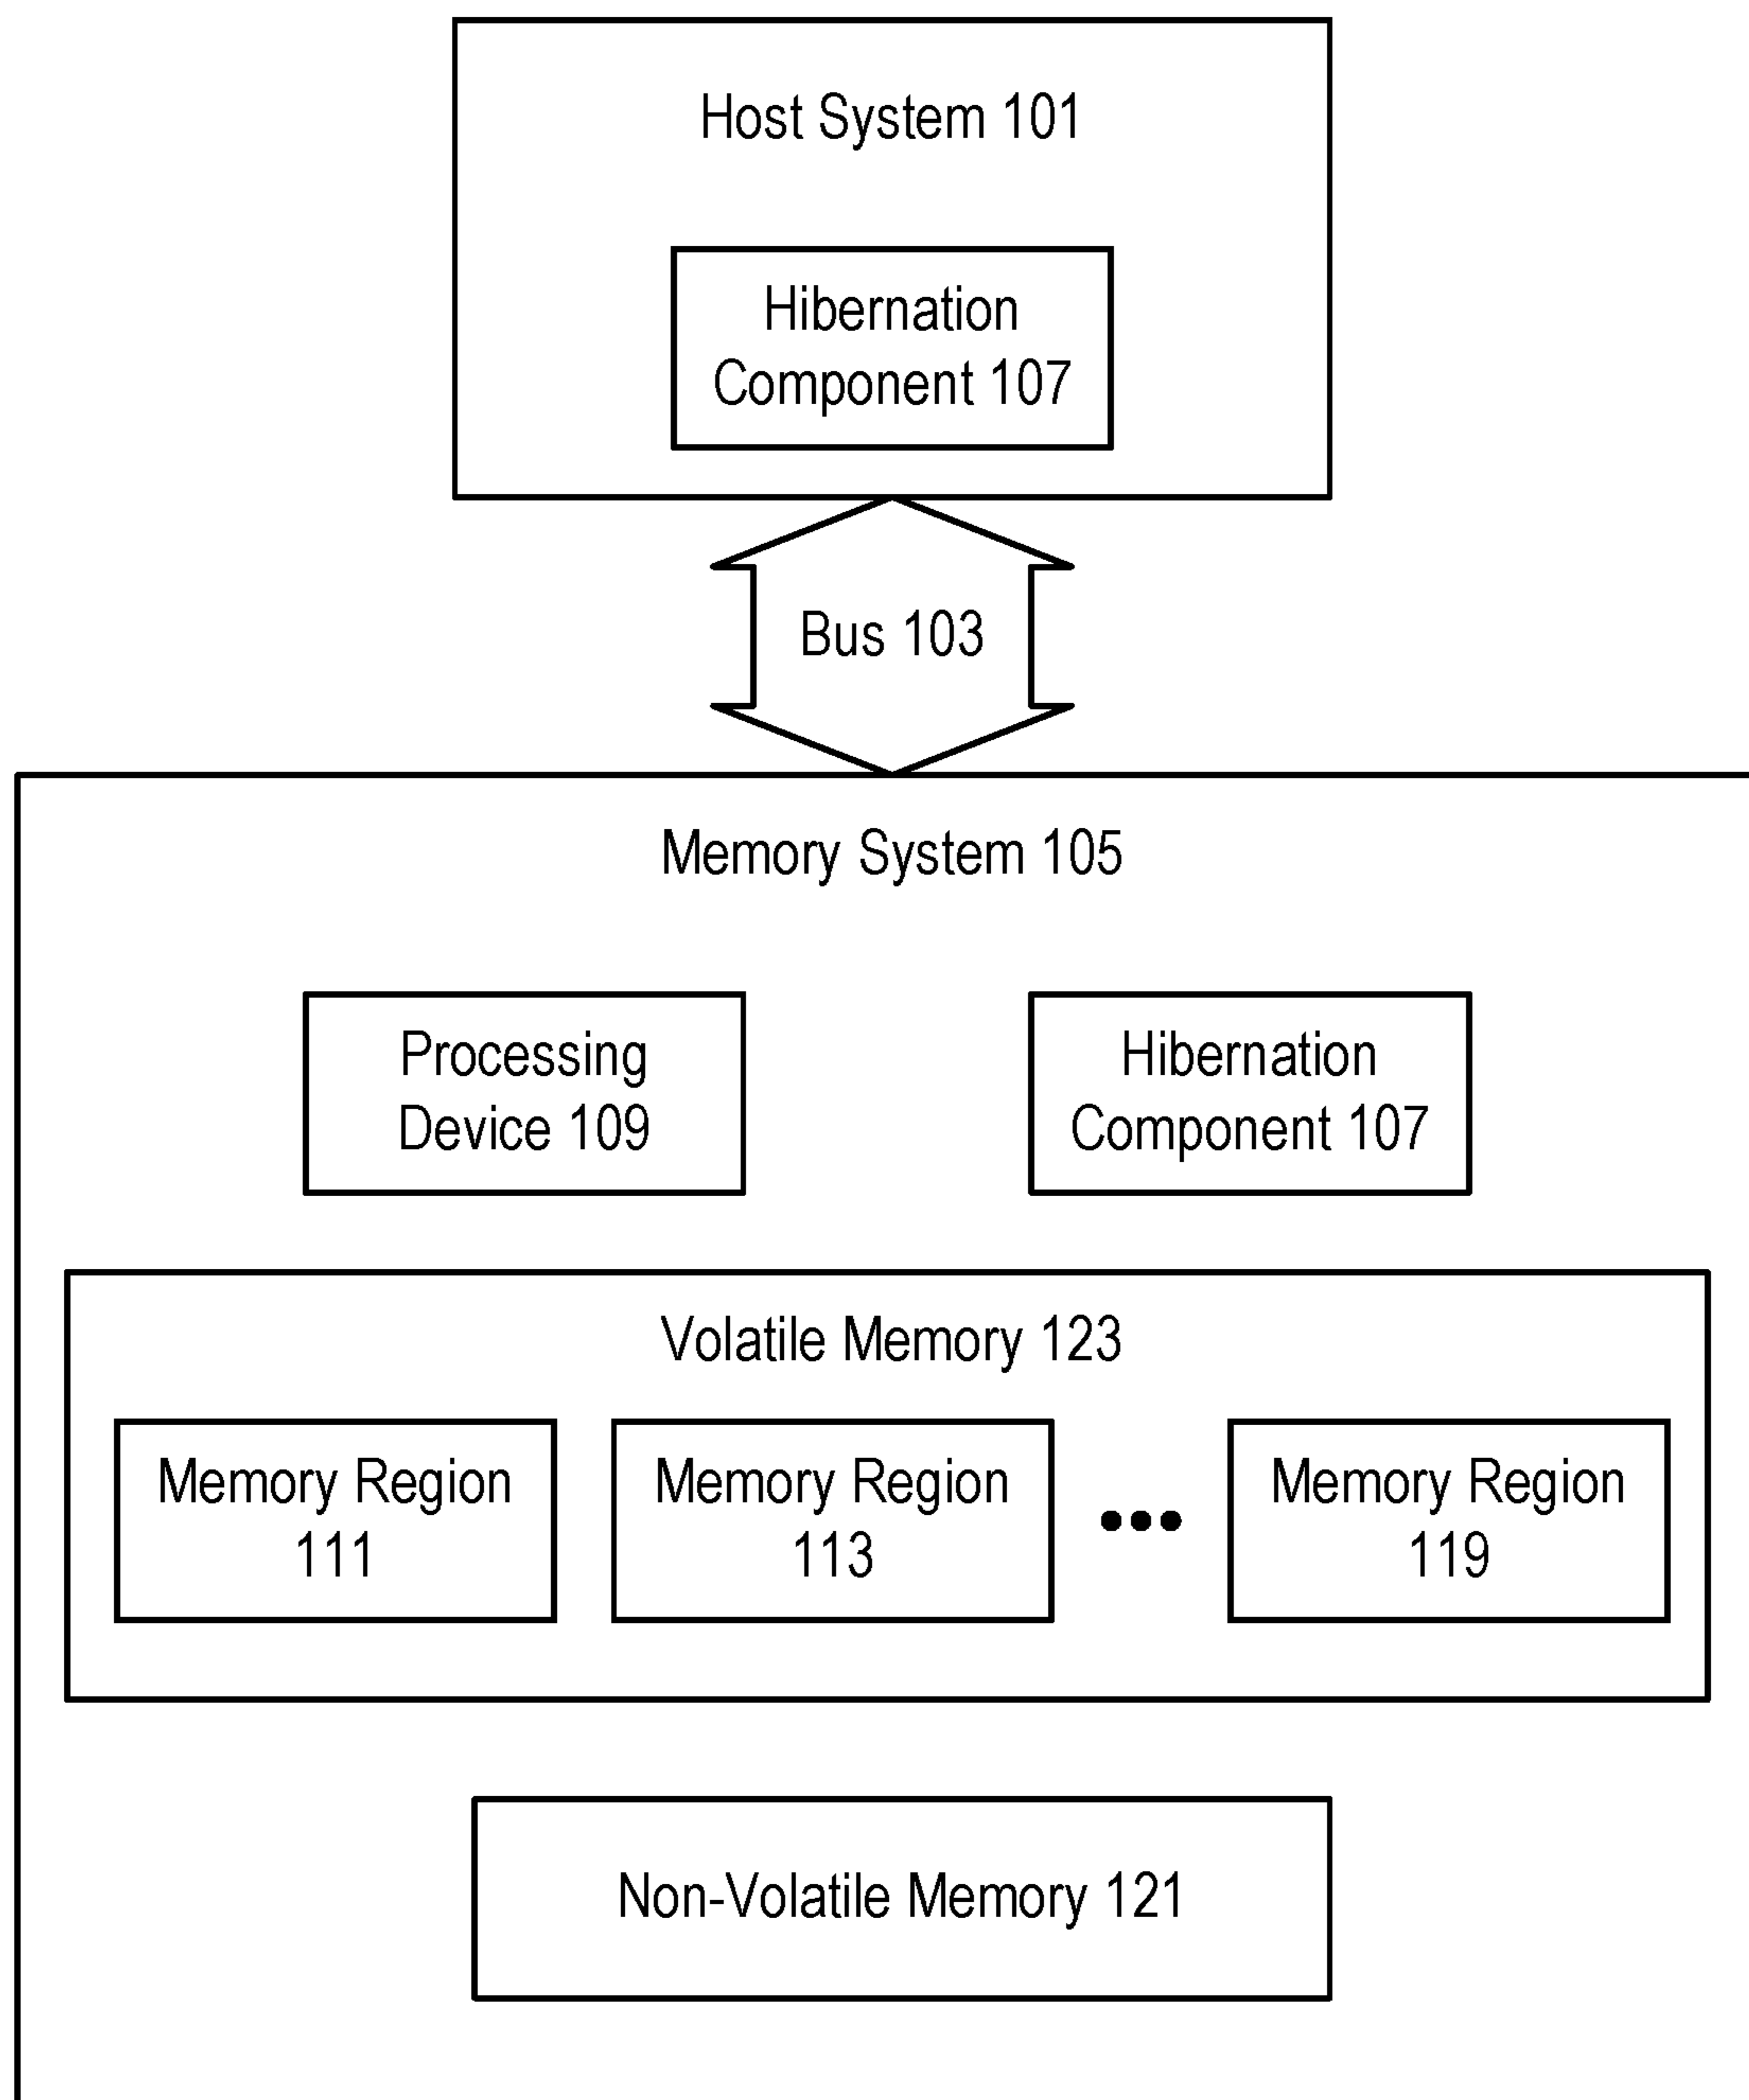 Host System 101
Hibernation
Component 107
Bus 103
Memory System 105
Processing
Device 109
Hibernation
Component 107
Volatile Memory 123
Memory Region
111
Memory Region
113
Memory Region
119
Non-Volatile Memory 121